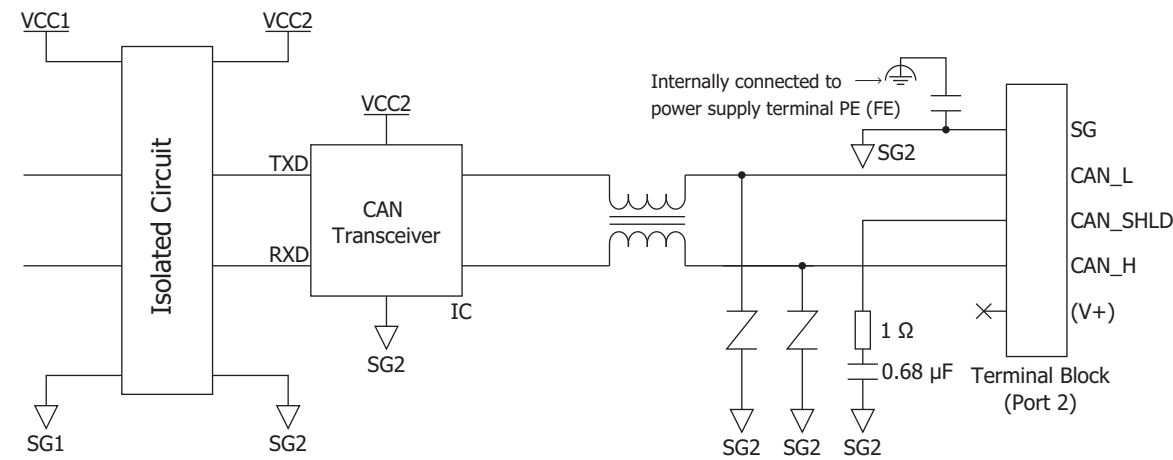 VCC1
VCC2
Isolated Circuit
SG1
SG2
TXD
RXD
VCC2
CAN
Transceiver
IC
SG2
Internally connected to
power supply terminal PE (FE)
SG2
SG
CAN_L
CAN_SHLD
CAN_H
(V+)
1 Ω
0.68 µF
SG2
SG2
SG2
Terminal Block
(Port 2)